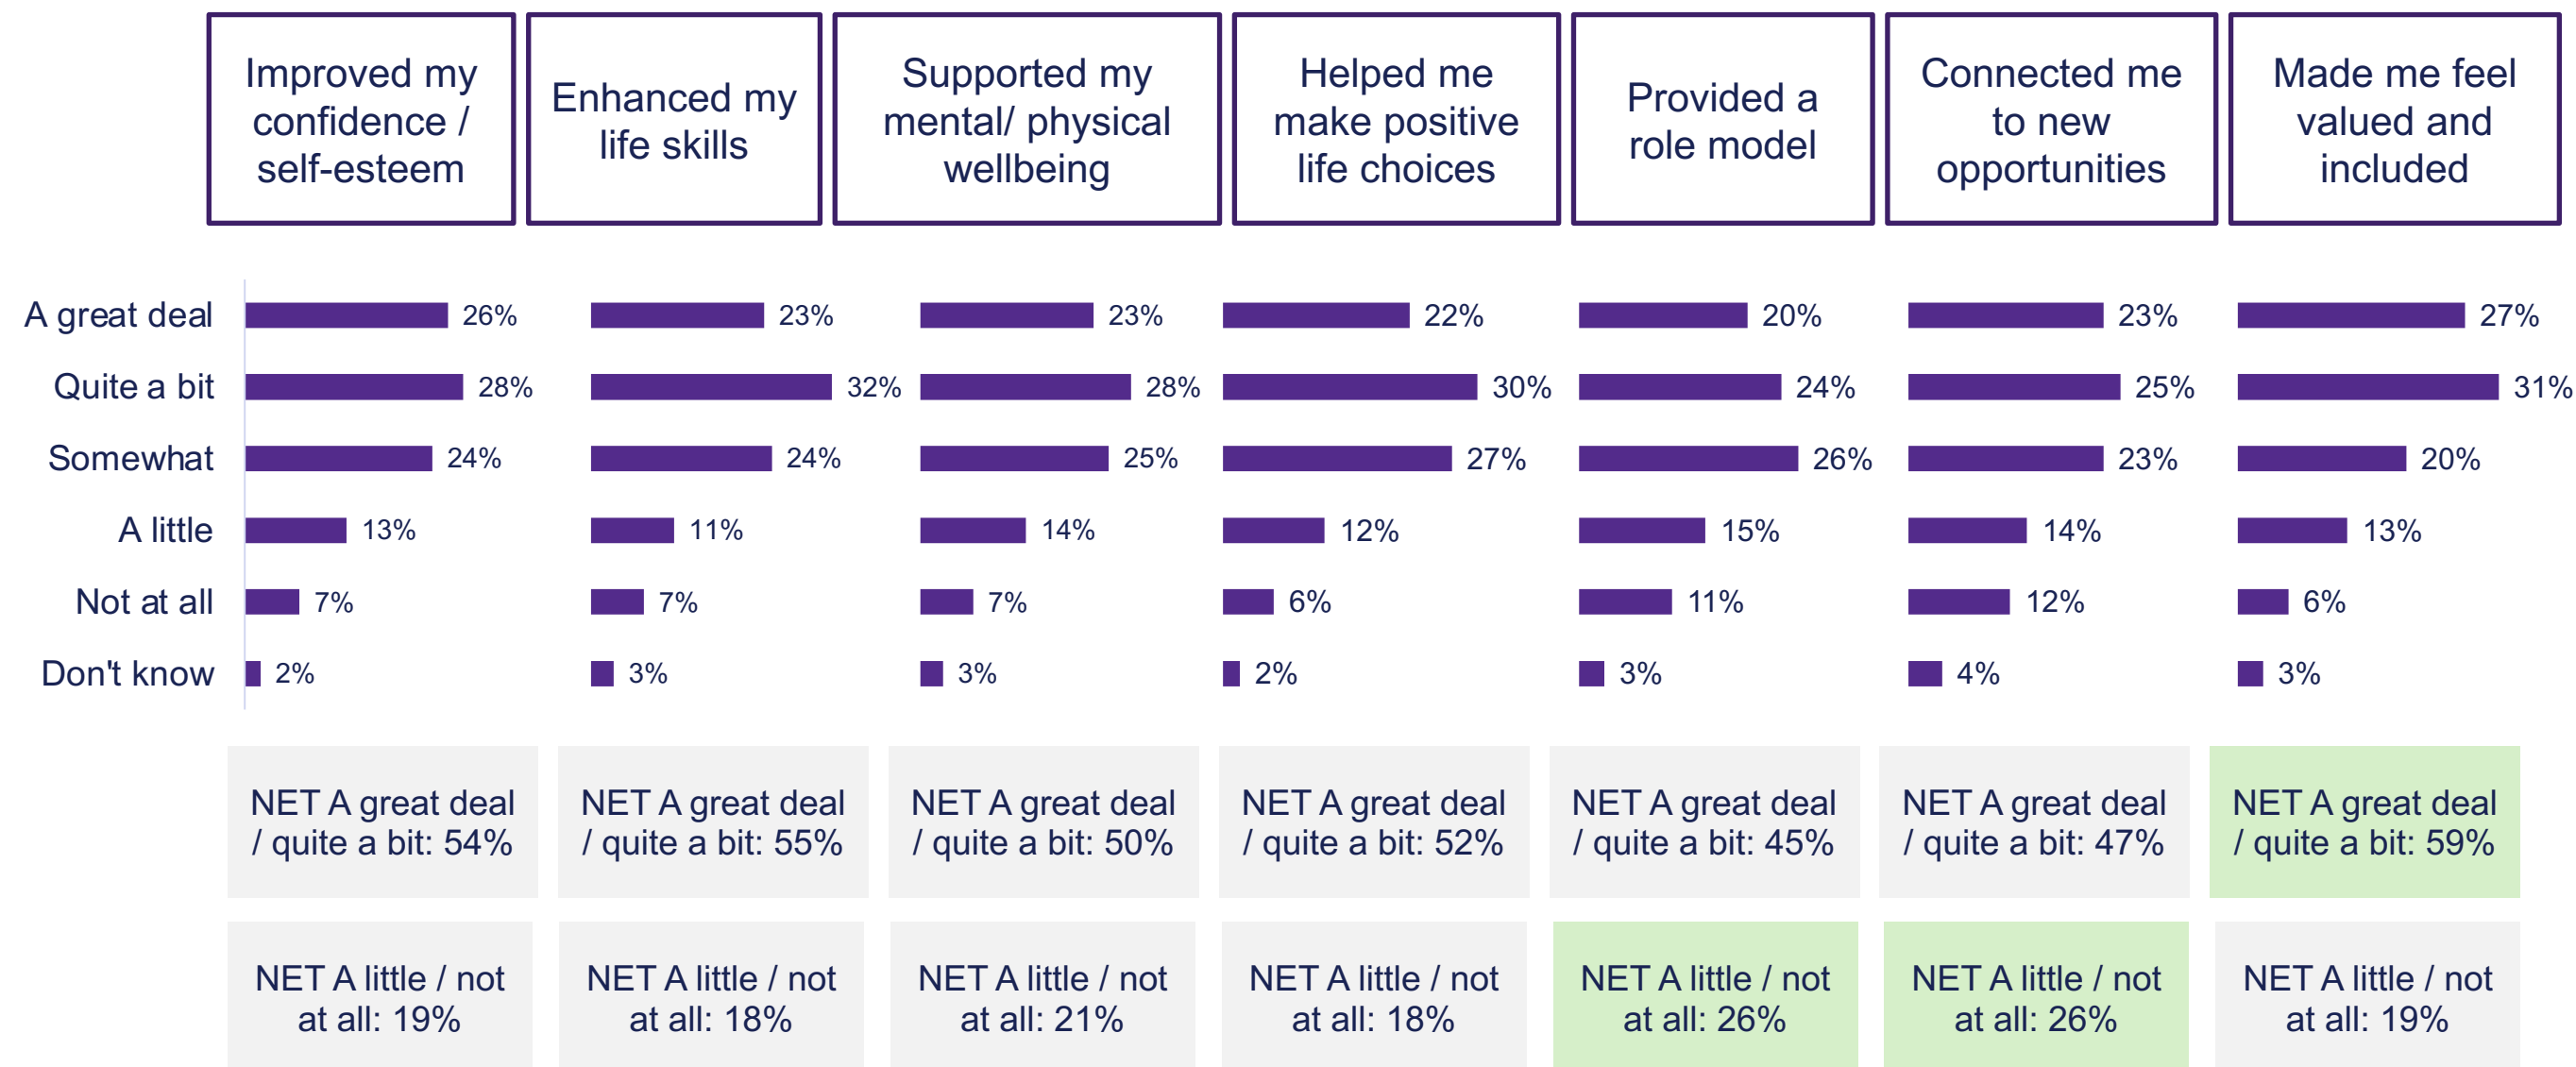 Improved my
confidence /
self-esteem
Enhanced my
life skills
Supported my
mental/ physical
wellbeing
Helped me
make positive
life choices
Provided a
role model
Connected me
to new
opportunities
Made me feel
valued and
included
A great deal 26% 23% 23% 22% 20% 23% 27%
Quite a bit 28% 32% 28% 30% 24% 25% 31%
Somewhat 24% 24% 25% 27% 26% 23% 20%
A little 13% 11% 14% 12% 15% 14% 13%
Not at all 7% 7% 7% 6% 11% 12% 6%
Don't know 2% 3% 3% 2% 3% 4% 3%
NET A great deal
/ quite a bit: 54%
NET A great deal
/ quite a bit: 55%
NET A great deal
/ quite a bit: 50%
NET A great deal
/ quite a bit: 52%
NET A great deal
/ quite a bit: 45%
NET A great deal
/ quite a bit: 47%
NET A great deal
/ quite a bit: 59%
NET A little / not
at all: 19%
NET A little / not
at all: 18%
NET A little / not
at all: 21%
NET A little / not
at all: 18%
NET A little / not
at all: 26%
NET A little / not
at all: 26%
NET A little / not
at all: 19%